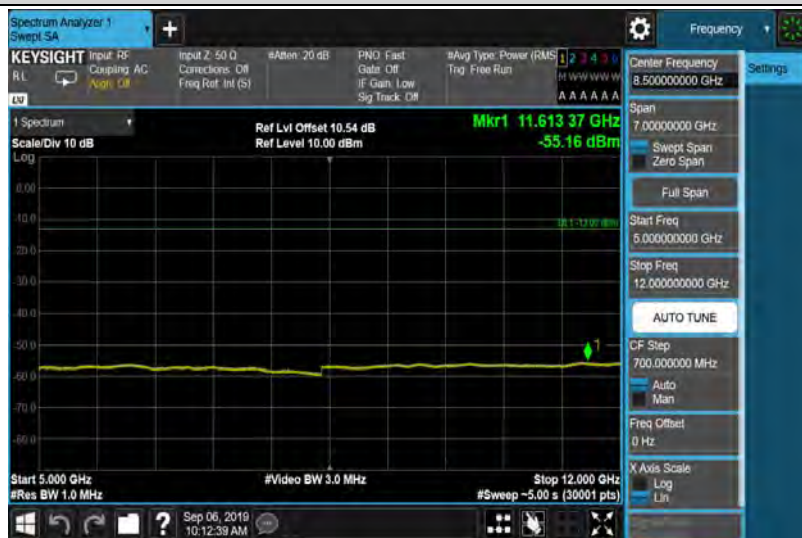 Spectrum Analyzer 1
Swept SA
+
Frequency
KEYSIGHT
RL
Input: RF
Coupling: AC
Align: Off
Input Z: 50 Ω
Corrections: Off
Freq Ref: Int (S)
#Atten: 20 dB
PNO: Fast
Gate: Off
IF Gain: Low
Sig Track: Off
#Avg Type: Power (RMS
Trig: Free Run
1 2 3 4 5 6
M W W W W W
A A A A A A
LXI
1 Spectrum
Scale/Div 10 dB
Log
Ref Lvl Offset 10.54 dB
Ref Level 10.00 dBm
Mkr1 11.613 37 GHz
-55.16 dBm
0.00
-10.0
DL1 -13.00 dBm
-20.0
-30.0
-40.0
-50.0
1
-60.0
-70.0
-80.0
Start 5.000 GHz
#Res BW 1.0 MHz
#Video BW 3.0 MHz
Stop 12.000 GHz
#Sweep ~5.00 s (30001 pts)
?
Sep 06, 2019
10:12:39 AM
Center Frequency
8.500000000 GHz
Settings
Span
7.00000000 GHz
Swept Span
Zero Span
Full Span
Start Freq
5.000000000 GHz
Stop Freq
12.000000000 GHz
AUTO TUNE
CF Step
700.000000 MHz
Auto
Man
Freq Offset
0 Hz
X Axis Scale
Log
Lin